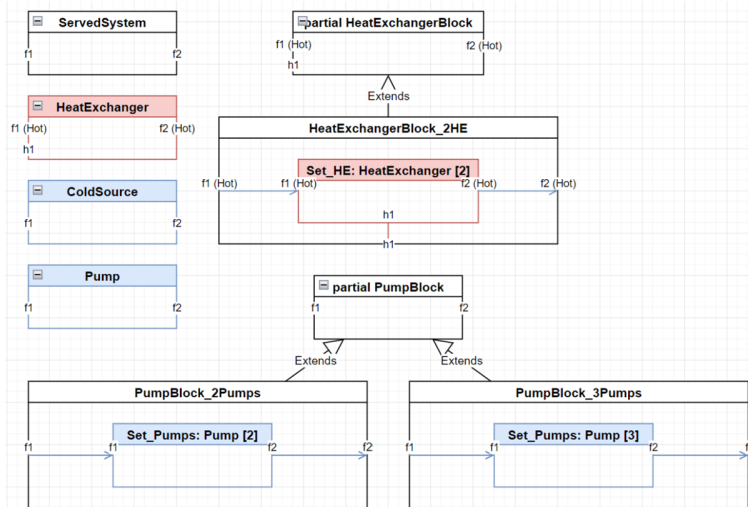 ServedSystem
f1
f2
partial HeatExchangerBlock
f1 (Hot)
f2 (Hot)
h1
HeatExchanger
f1 (Hot)
f2 (Hot)
h1
Extends
HeatExchangerBlock_2HE
Set_HE: HeatExchanger [2]
f1 (Hot)
f1 (Hot)
f2 (Hot)
f2 (Hot)
h1
h1
ColdSource
f1
f2
Pump
f1
f2
partial PumpBlock
f1
f2
Extends
Extends
PumpBlock_2Pumps
Set_Pumps: Pump [2]
f1
f1
f2
f2
PumpBlock_3Pumps
Set_Pumps: Pump [3]
f1
f1
f2